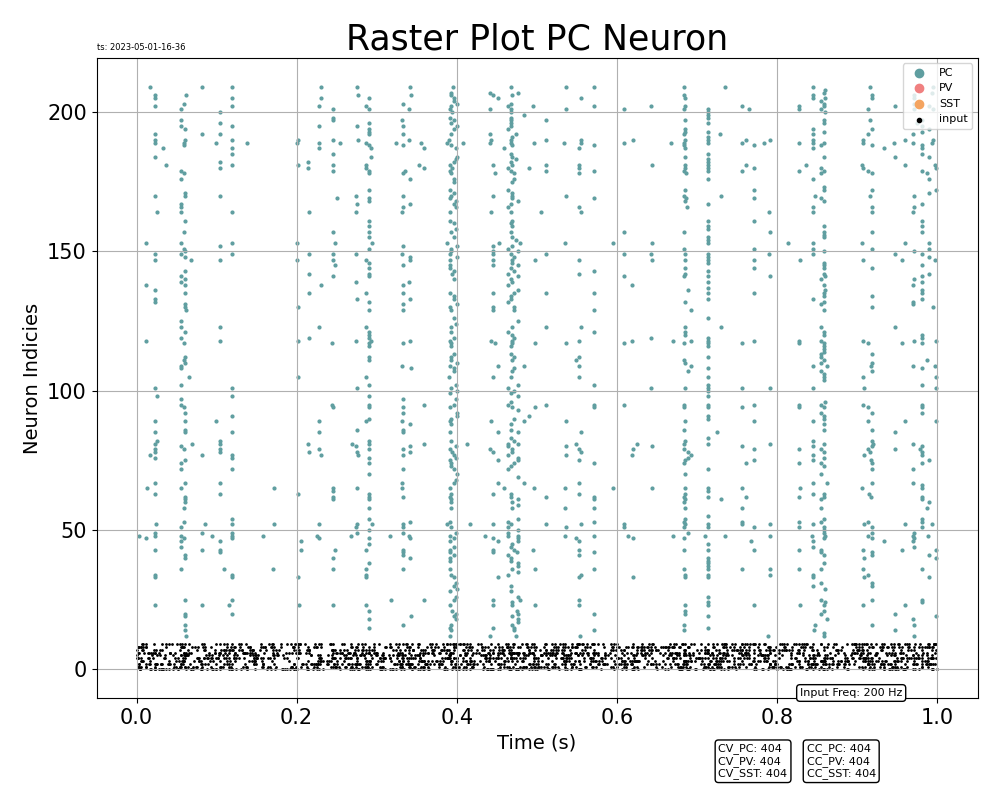 Raster Plot PC Neuron
ts: 2023-05-01-16-36
PC
PV
SST
input
200
150
100
50
0
Neuron Indicies
0.0 0.2 0.4 0.6 0.8 1.0
Time (s)
Input Freq: 200 Hz
CV_PC: 404
CV_PV: 404
CV_SST: 404
CC_PC: 404
CC_PV: 404
CC_SST: 404